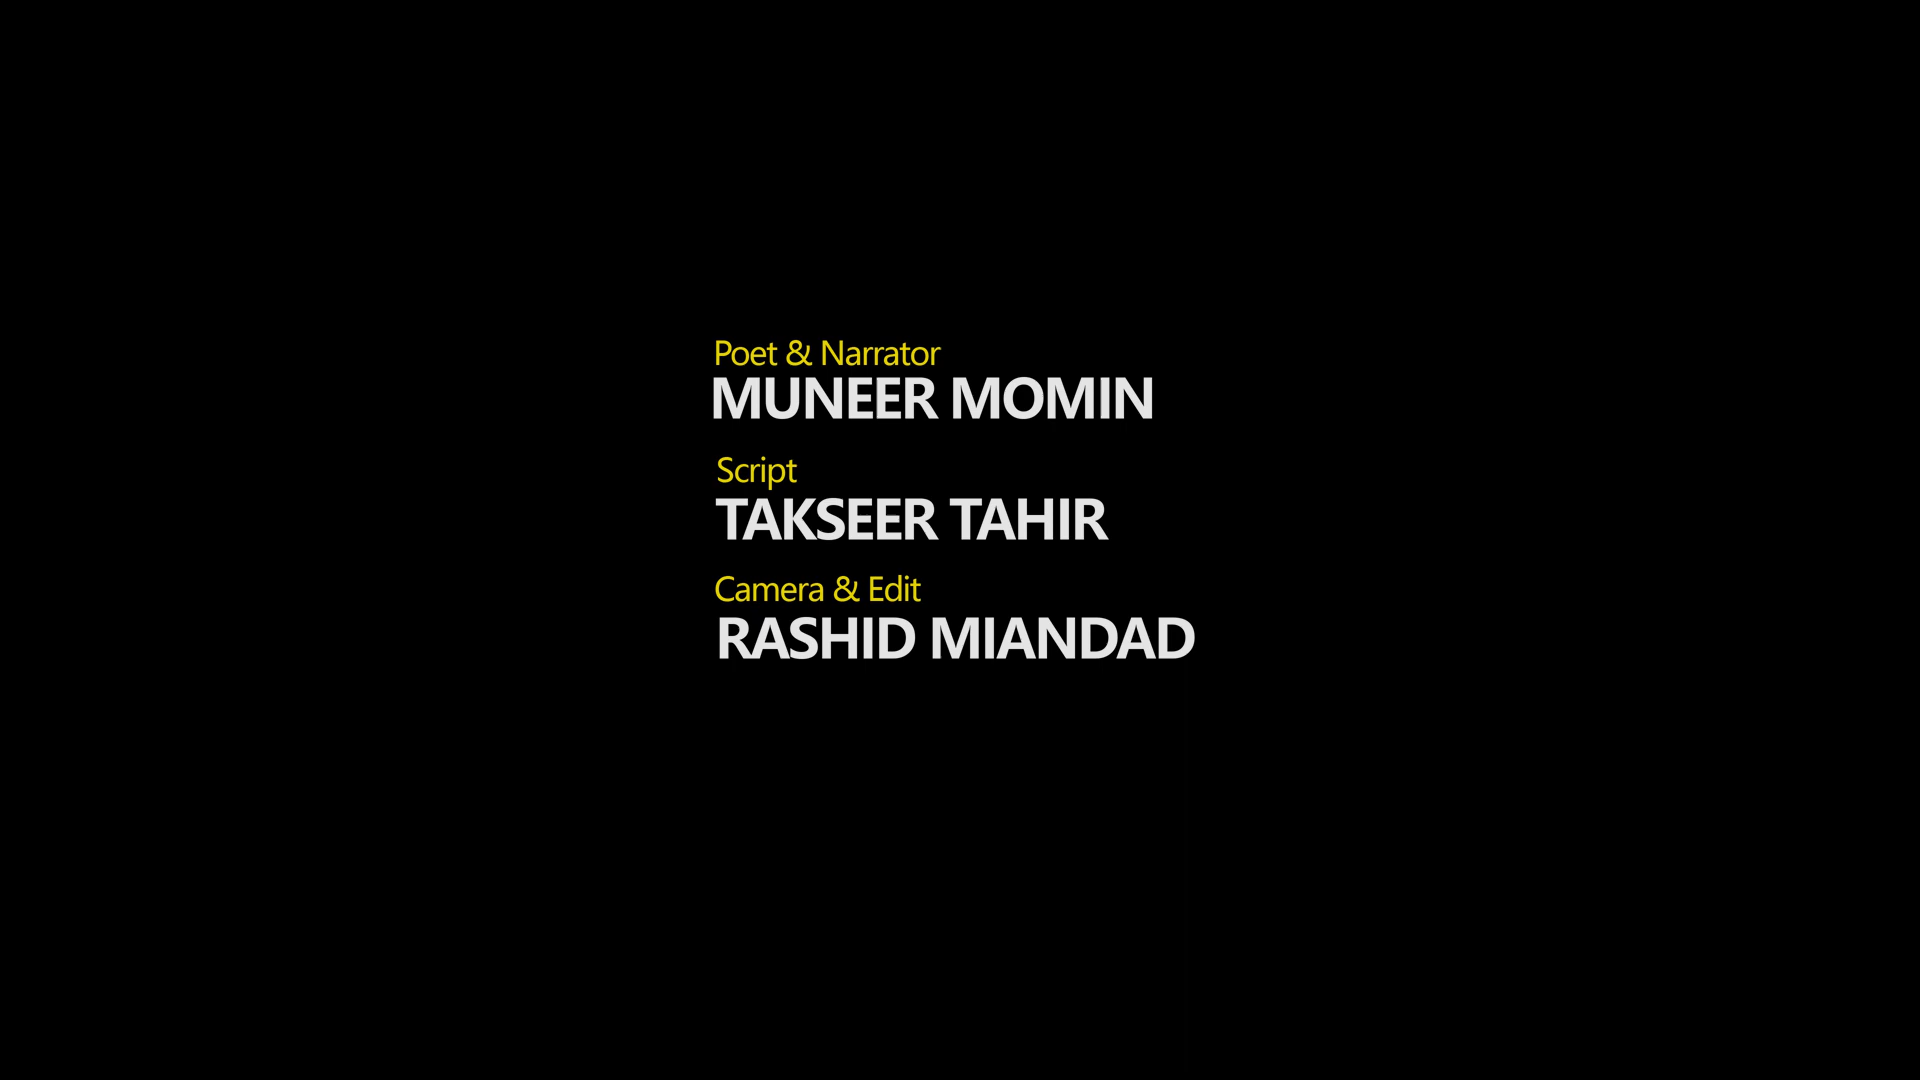 Poet & Narrator
MUNEER MOMIN
Script
TAKSEER TAHIR
Camera & Edit
RASHID MIANDAD